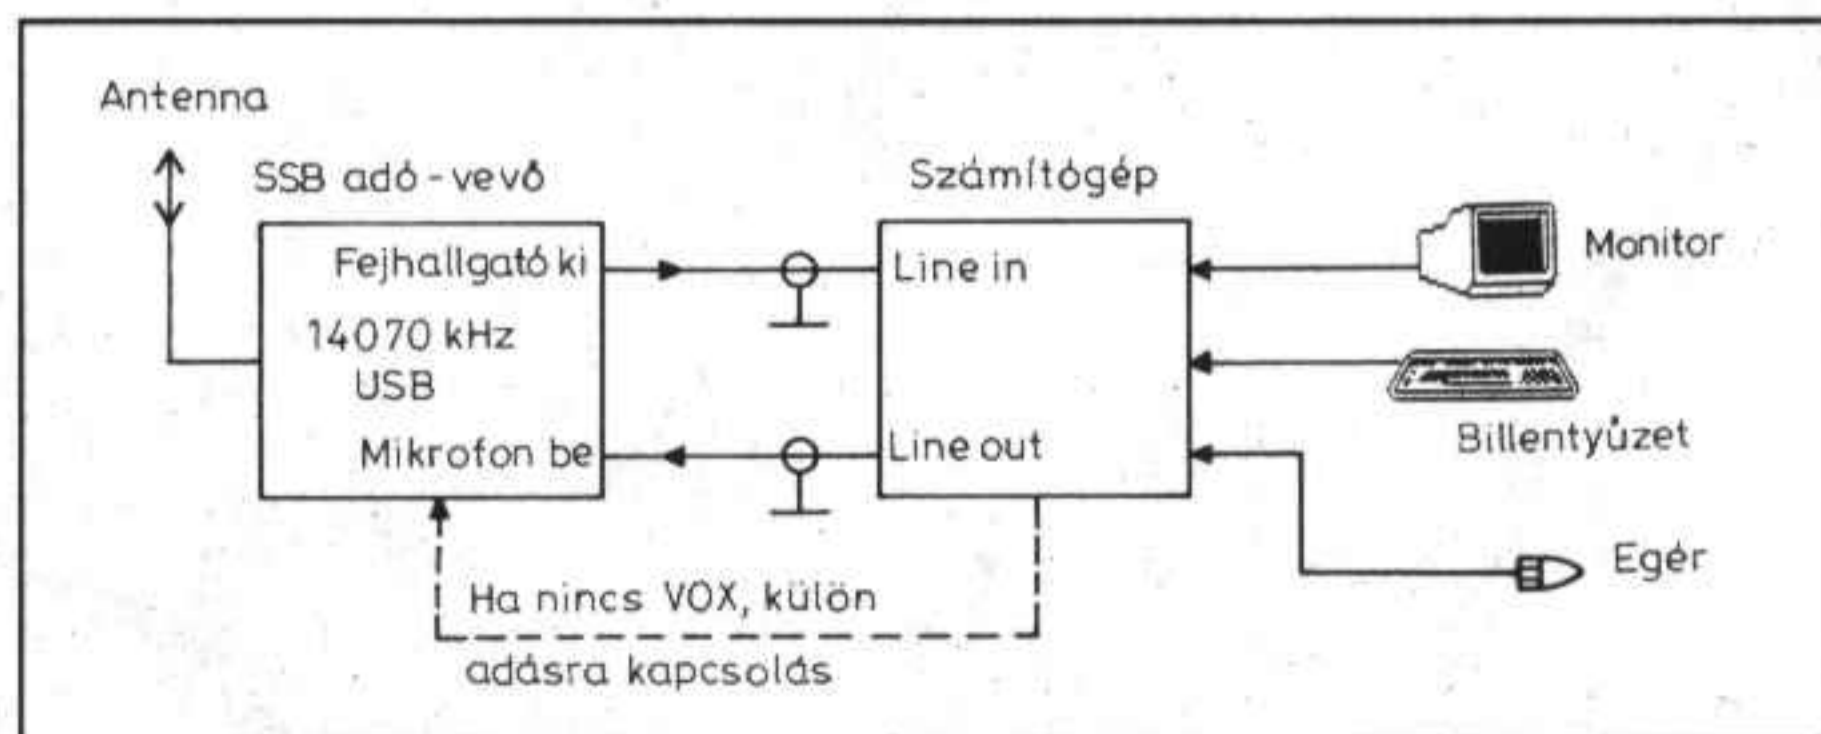 Antenna
SSB adó-vevő
Fejhallgató ki
14070 kHz
USB
Mikrofon be
Számítógép
Line in
Line out
Monitor
Billentyűzet
Egér
Ha nincs VOX, külön
adásra kapcsolás